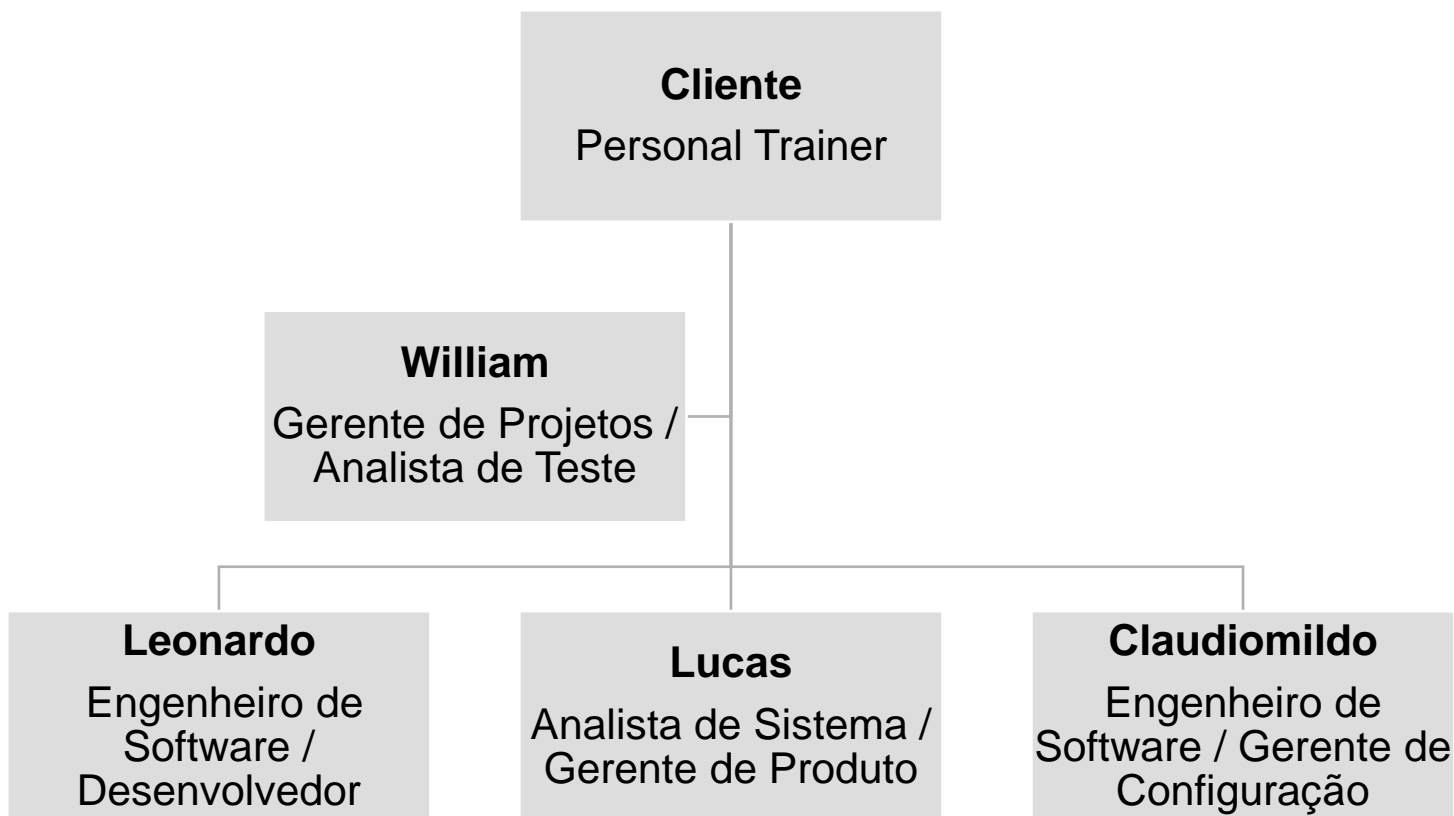 Cliente
Personal Trainer
William
Gerente de Projetos /
Analista de Teste
Leonardo
Engenheiro de
Software /
Desenvolvedor
Lucas
Analista de Sistema /
Gerente de Produto
Claudiomildo
Engenheiro de
Software / Gerente de
Configuração